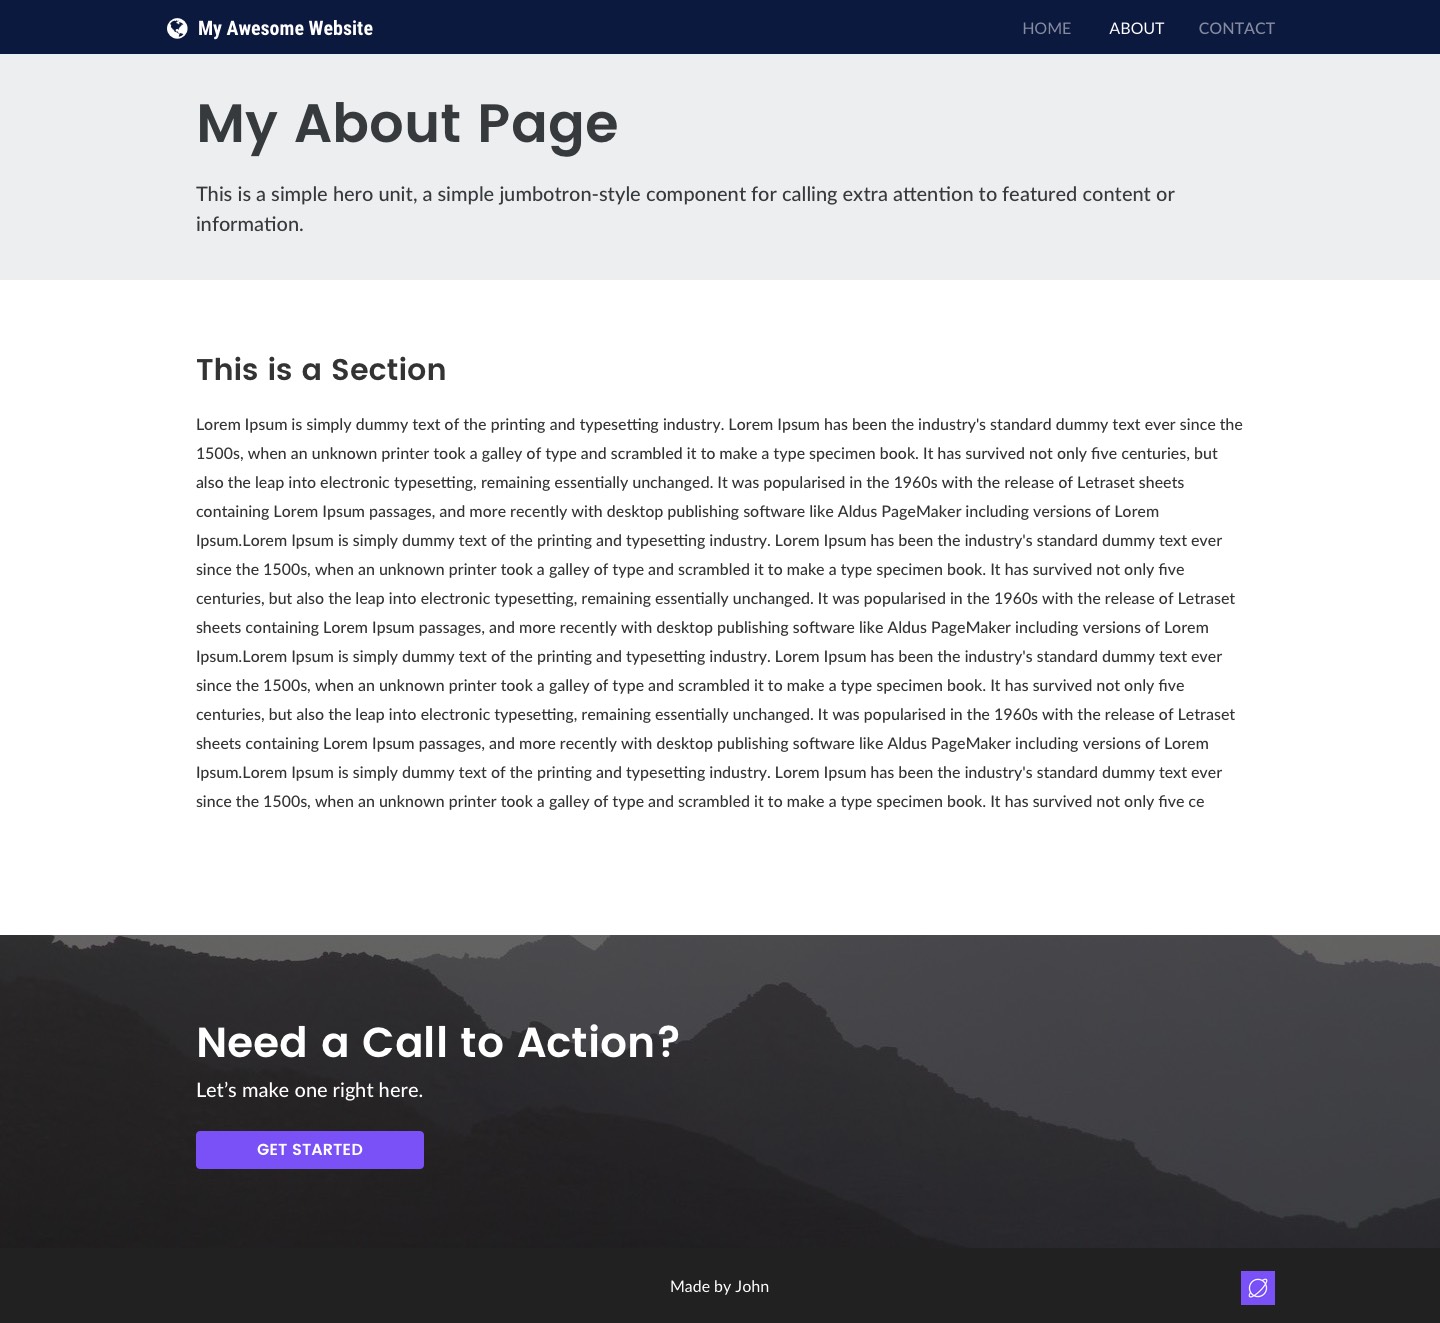 My Awesome Website
HOME ABOUT CONTACT
My About Page
This is a simple hero unit, a simple jumbotron-style component for calling extra attention to featured content or
information.
This is a Section
Lorem Ipsum is simply dummy text of the printing and typesetting industry. Lorem Ipsum has been the industry's standard dummy text ever since the
1500s, when an unknown printer took a galley of type and scrambled it to make a type specimen book. It has survived not only five centuries, but
also the leap into electronic typesetting, remaining essentially unchanged. It was popularised in the 1960s with the release of Letraset sheets
containing Lorem Ipsum passages, and more recently with desktop publishing software like Aldus PageMaker including versions of Lorem
Ipsum.Lorem Ipsum is simply dummy text of the printing and typesetting industry. Lorem Ipsum has been the industry's standard dummy text ever
since the 1500s, when an unknown printer took a galley of type and scrambled it to make a type specimen book. It has survived not only five
centuries, but also the leap into electronic typesetting, remaining essentially unchanged. It was popularised in the 1960s with the release of Letraset
sheets containing Lorem Ipsum passages, and more recently with desktop publishing software like Aldus PageMaker including versions of Lorem
Ipsum.Lorem Ipsum is simply dummy text of the printing and typesetting industry. Lorem Ipsum has been the industry's standard dummy text ever
since the 1500s, when an unknown printer took a galley of type and scrambled it to make a type specimen book. It has survived not only five
centuries, but also the leap into electronic typesetting, remaining essentially unchanged. It was popularised in the 1960s with the release of Letraset
sheets containing Lorem Ipsum passages, and more recently with desktop publishing software like Aldus PageMaker including versions of Lorem
Ipsum.Lorem Ipsum is simply dummy text of the printing and typesetting industry. Lorem Ipsum has been the industry's standard dummy text ever
since the 1500s, when an unknown printer took a galley of type and scrambled it to make a type specimen book. It has survived not only five ce
Need a Call to Action?
Let’s make one right here.
GET STARTED
Made by John